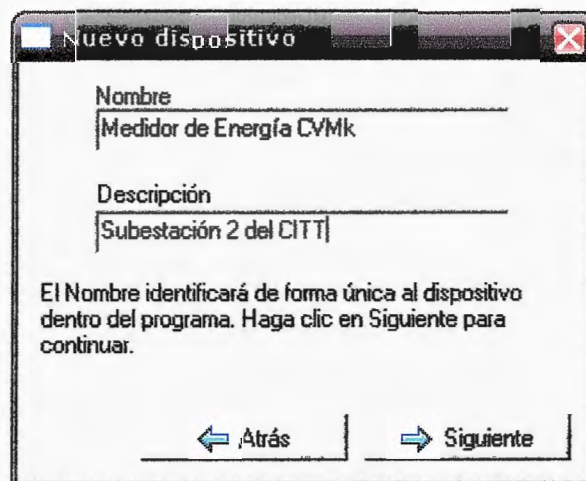 Nuevo dispositivo
Nombre
Medidor de Energía CVMk
Descripción
Subestación 2 del CITT
El Nombre identificará de forma única al dispositivo
dentro del programa. Haga clic en Siguiente para
continuar.
Atrás
Siguiente